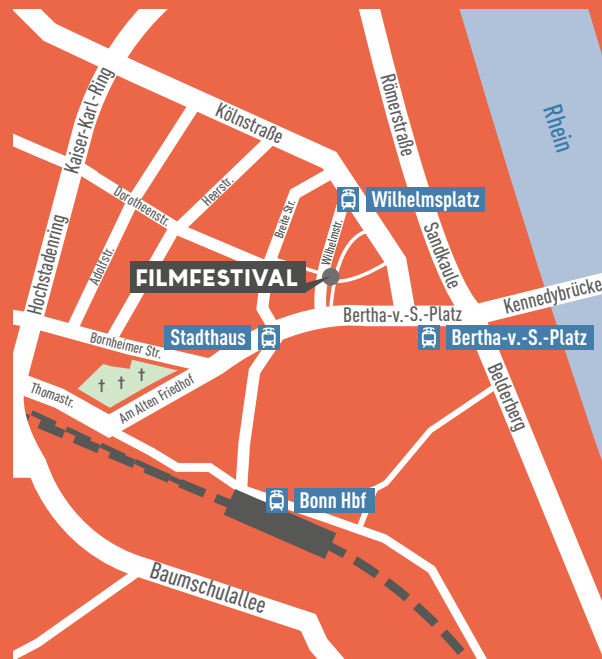 Kaiser-Karl-Ring
Kölnstraße
Römerstraße
Rhein
Heerstr.
Dorotheenstr.
Wilhelmsplatz
Breite Str.
Wilhelmstr.
Sandkaule
Hochstadenring
Adolfstr.
FILMFESTIVAL
Kennedybrücke
Bertha-v.-S.-Platz
Bornheimer Str.
Stadthaus
Bertha-v.-S.-Platz
Thomastr.
Am Alten Friedhof
Belderberg
Bonn Hbf
Baumschulallee